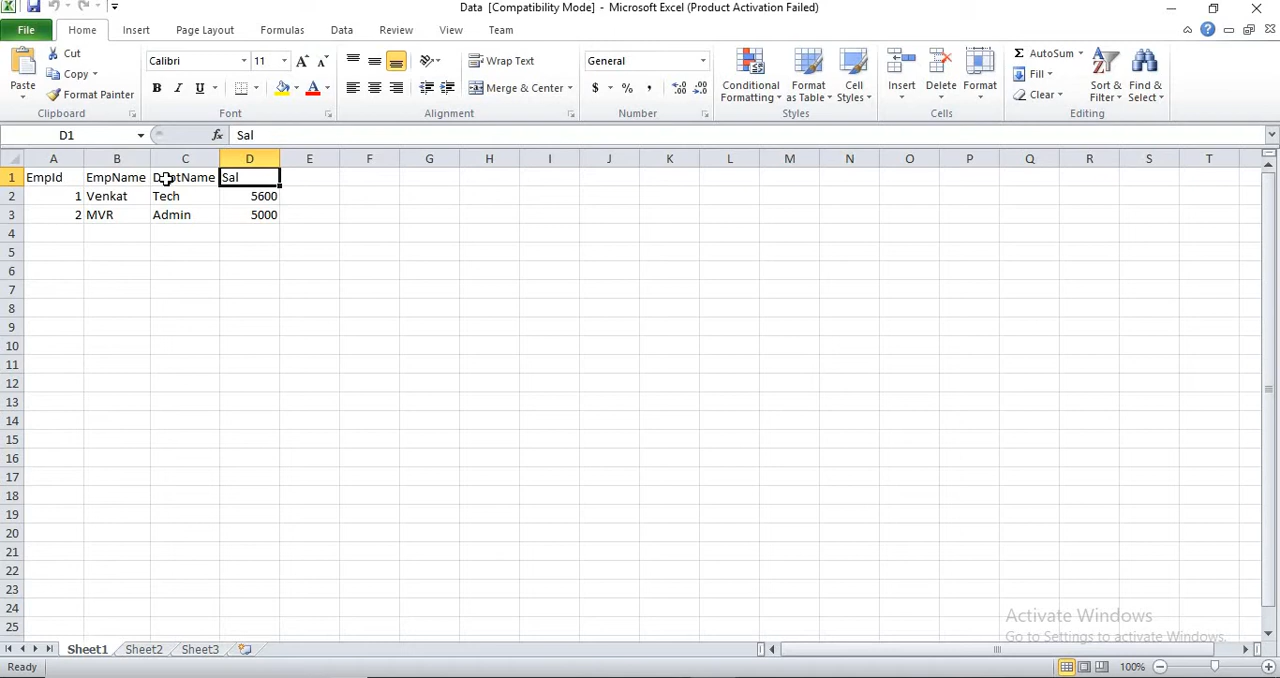 Data  [Compatibility Mode]  -  Microsoft Excel (Product Activation Failed)
File Home Insert Page Layout Formulas Data Review View Team
Paste Cut Copy Format Painter Clipboard
Calibri 11 B I U A Font
Wrap Text Merge & Center Alignment
General $ % , Number
Conditional Formatting Format as Table Cell Styles Styles
Insert Delete Format Cells
Σ AutoSum Fill Clear Sort & Filter Find & Select Editing
D1 fx Sal
A B C D E F G H I J K L M N O P Q R S T
1 EmpId EmpName DeptName Sal
2 1 Venkat Tech 5600
3 2 MVR Admin 5000
4
5
6
7
8
9
10
11
12
13
14
15
16
17
18
19
20
21
22
23
24
25
Activate Windows
Go to Settings to activate Windows.
Sheet1 Sheet2 Sheet3
Ready 100%